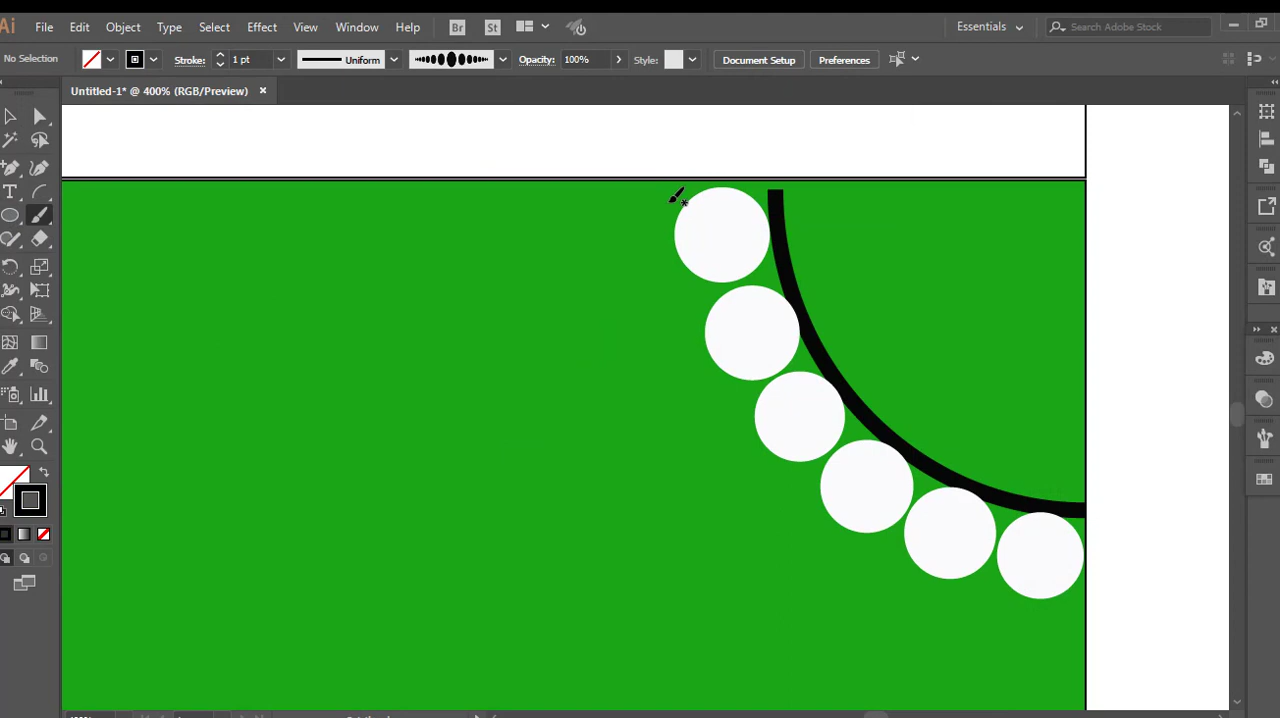 Ai File Edit Object Type Select Effect View Window Help Br St Essentials Search Adobe Stock
No Selection Stroke: 1 pt Uniform Opacity: 100% Style: Document Setup Preferences
Untitled-1* @ 400% (RGB/Preview)
T